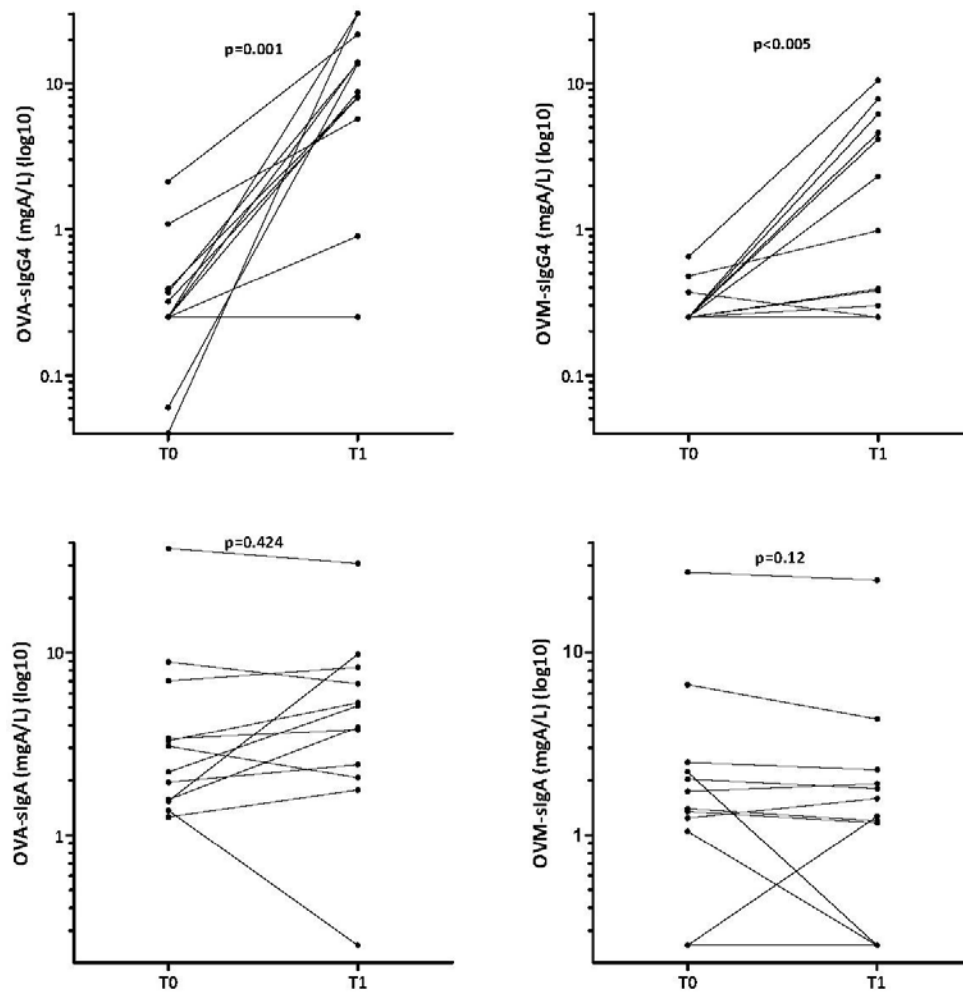 p=0.001
OVA-sIgG4 (mgA/L) (log10)
10
1
0.1
T0 T1
p<0.005
OVM-sIgG4 (mgA/L) (log10)
10
1
0.1
T0 T1
p=0.424
OVA-sIgA (mgA/L) (log10)
10
1
T0 T1
p=0.12
OVM-sIgA (mgA/L) (log10)
10
1
T0 T1